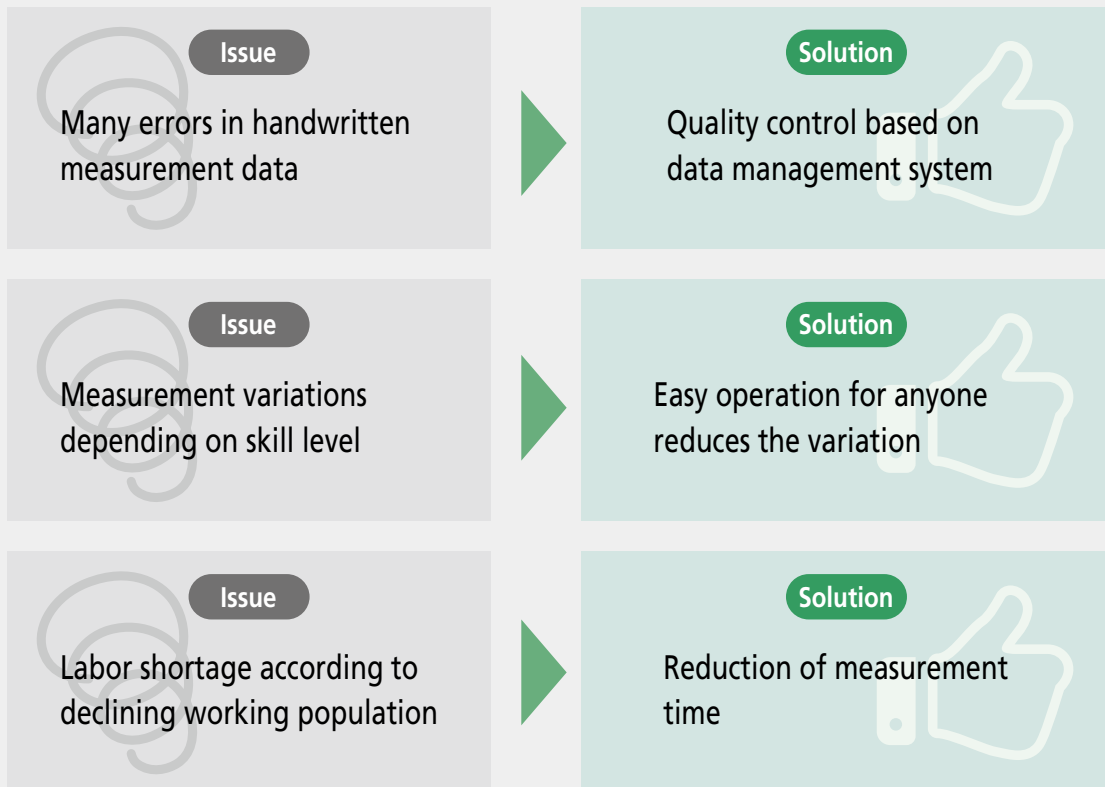 Issue
Many errors in handwritten
measurement data
Solution
Quality control based on
data management system
Issue
Measurement variations
depending on skill level
Solution
Easy operation for anyone
reduces the variation
Issue
Labor shortage according to
declining working population
Solution
Reduction of measurement
time